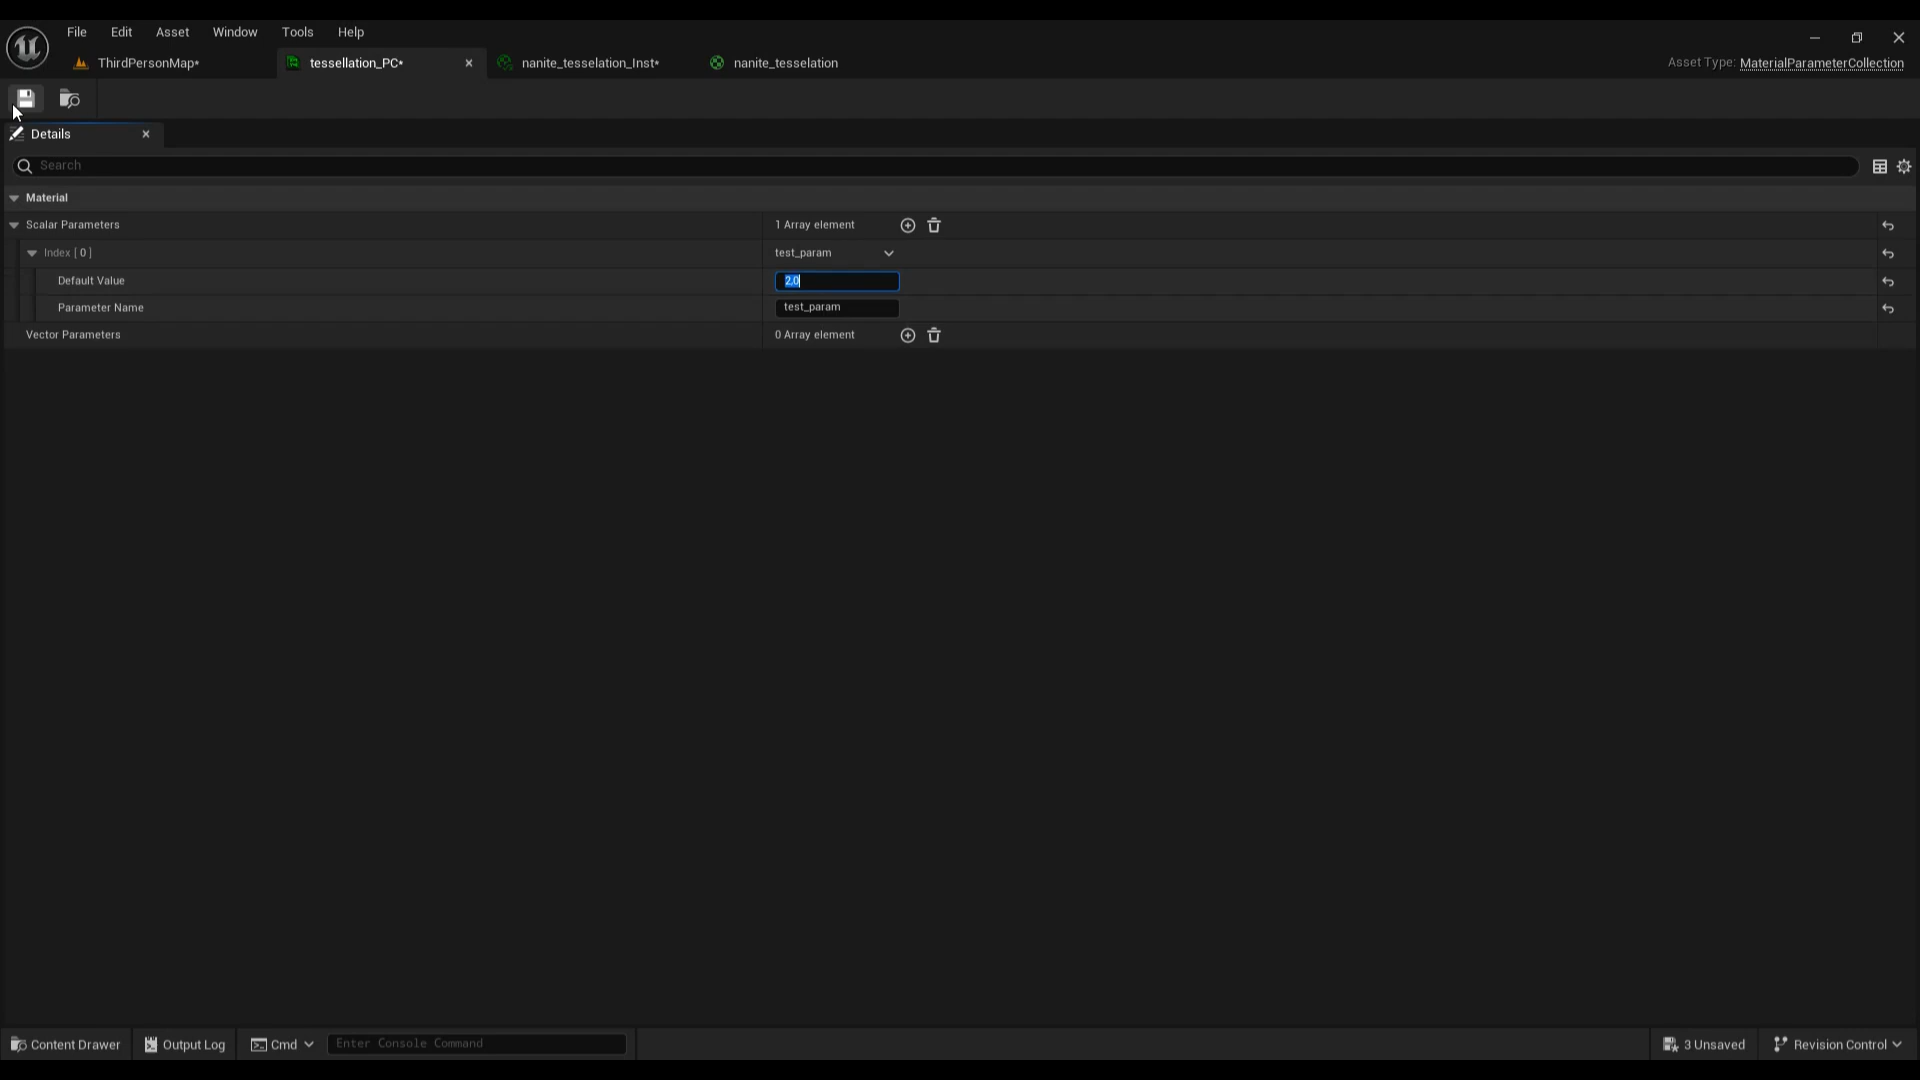 File Edit Asset Window Tools Help
ThirdPersonMap* tessellation_PC* nanite_tesselation_Inst* nanite_tesselation Asset Type: MaterialParameterCollection
Details
Search
Material
Scalar Parameters 1 Array element
Index [ 0 ] test_param
Default Value 2,0
Parameter Name test_param
Vector Parameters 0 Array element
Content Drawer Output Log Cmd Enter Console Command 3 Unsaved Revision Control